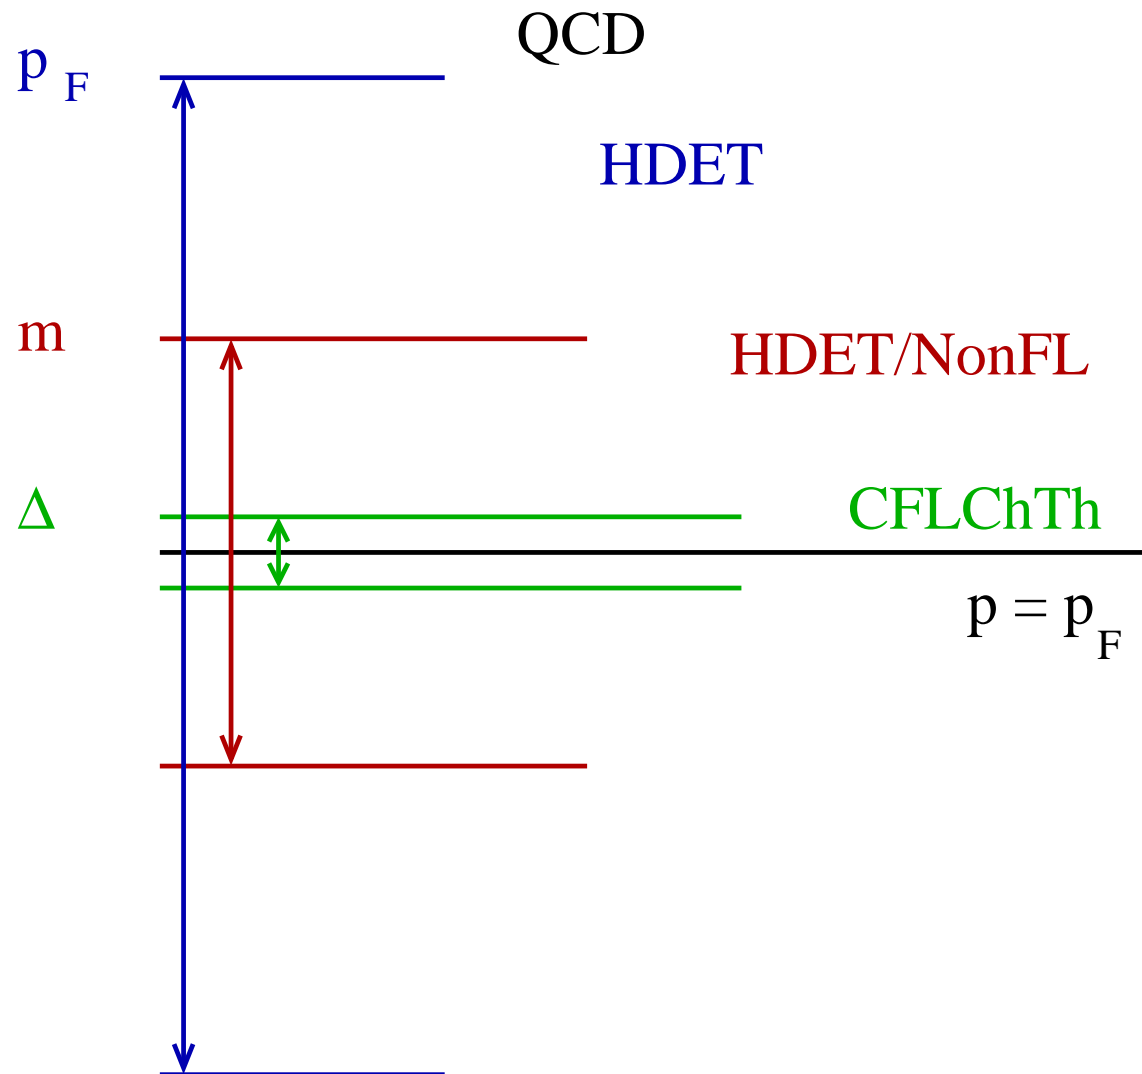 QCD
p F
HDET
m
HDET/NonFL
Δ
CFLChTh
p = p F